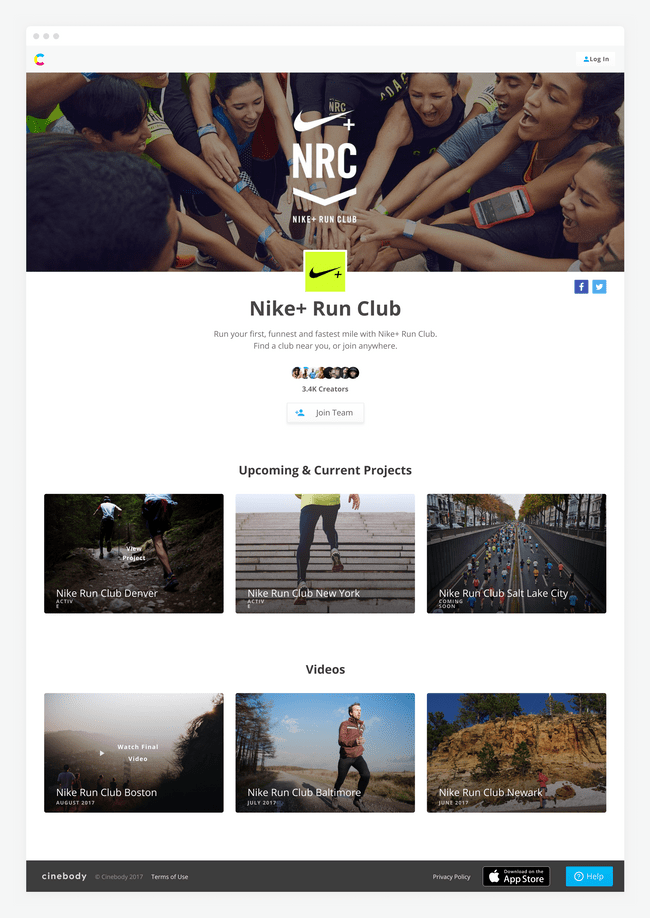 Log In
COACH
NRC
NRC
NIKE+ RUN CLUB
Nike+ Run Club
Run your first, funnest and fastest mile with Nike+ Run Club.
Find a club near you, or join anywhere.
3.4K Creators
Join Team
Upcoming & Current Projects
View
Project
Nike Run Club Denver
ACTIV
E
Nike Run Club New York
ACTIV
E
Nike Run Club Salt Lake City
COMING
SOON
Videos
Watch Final
Video
Nike Run Club Boston
AUGUST 2017
Nike Run Club Baltimore
JULY 2017
Nike Run Club Newark
JUNE 2017
cinebody © Cinebody 2017 Terms of Use Privacy Policy Download on the App Store Help